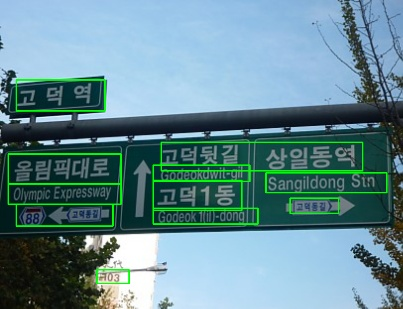 고덕역
올림픽대로
Olympic Expressway
88 고덕동길
고덕뒷길
Godeokdwit-gil
고덕1동
Godeok 1(il)-dong
상일동역
Sangildong Stn
고덕동길
103